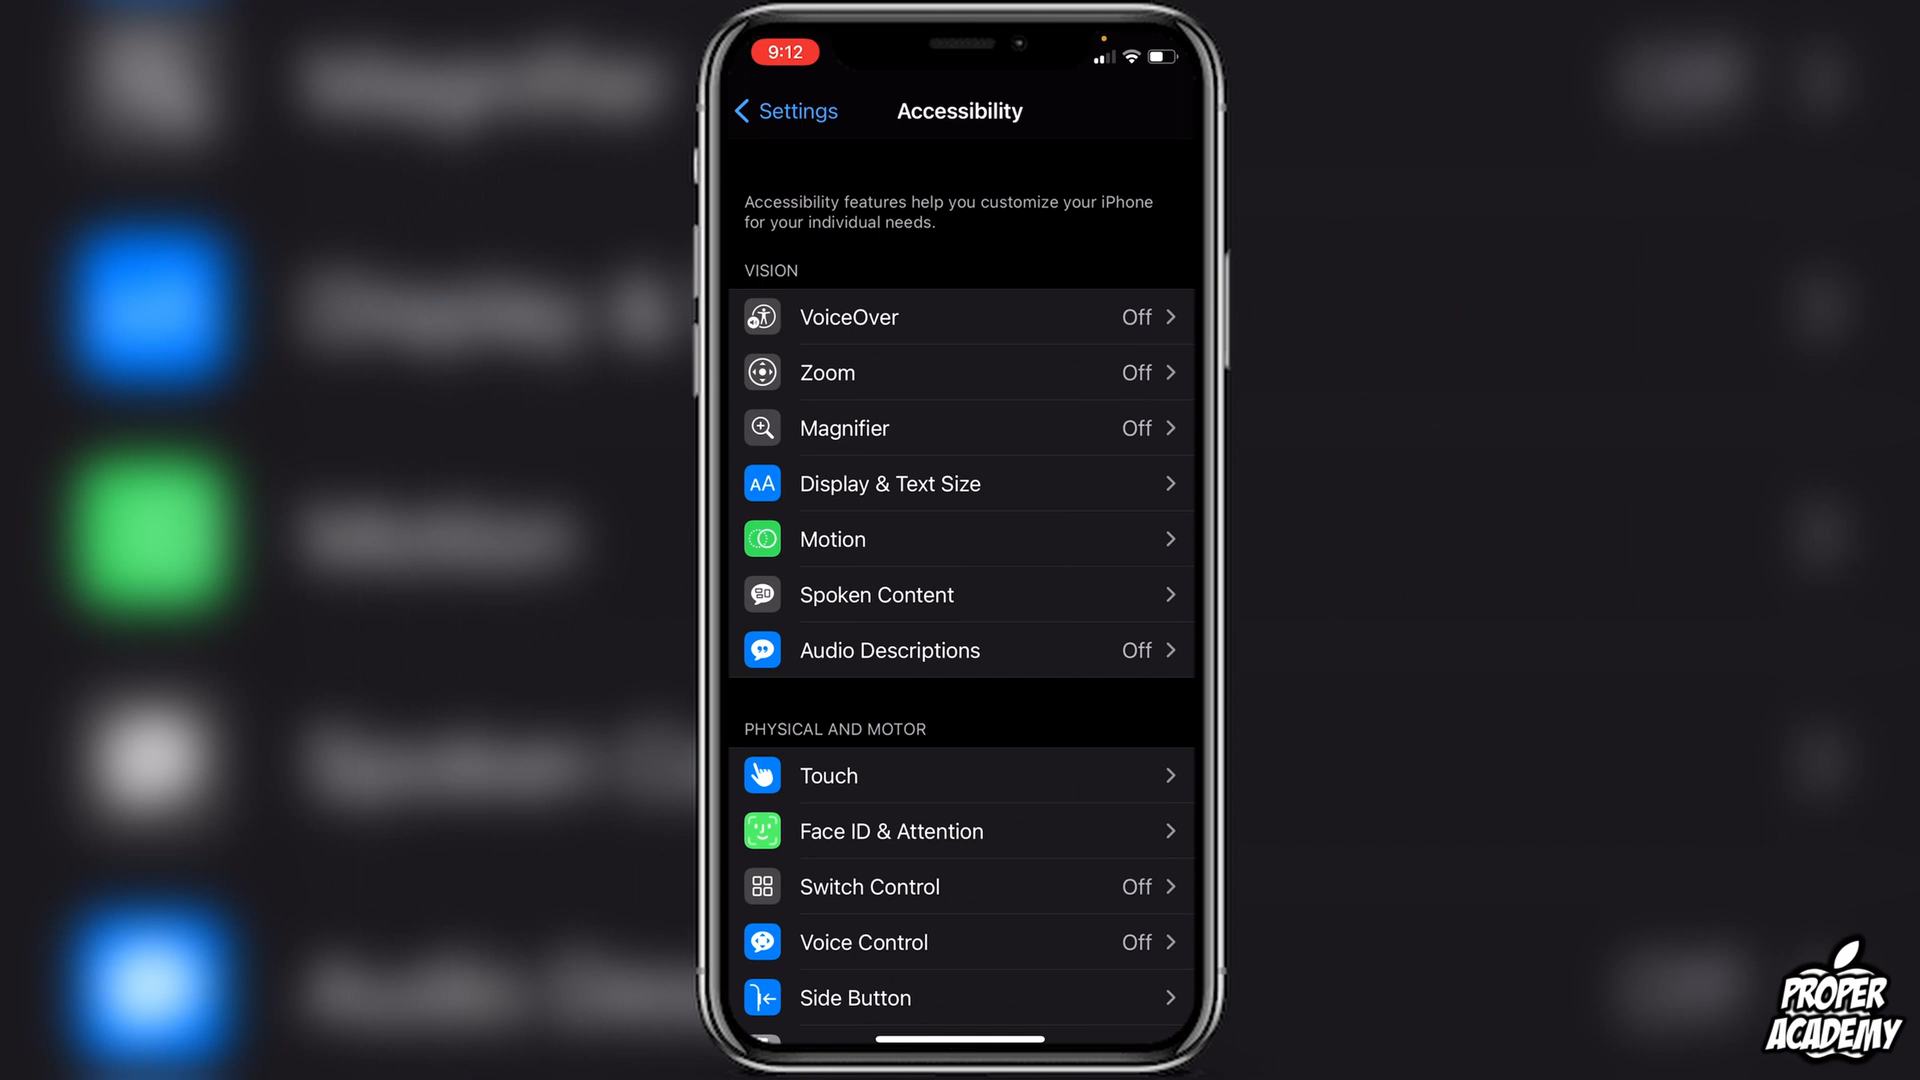 9:12
Settings
Accessibility
Accessibility features help you customize your iPhone
for your individual needs.
VISION
VoiceOver Off
Zoom Off
Magnifier Off
AA Display & Text Size
Motion
Spoken Content
Audio Descriptions Off
PHYSICAL AND MOTOR
Touch
Face ID & Attention
Switch Control Off
Voice Control Off
Side Button
PROPER
ACADEMY